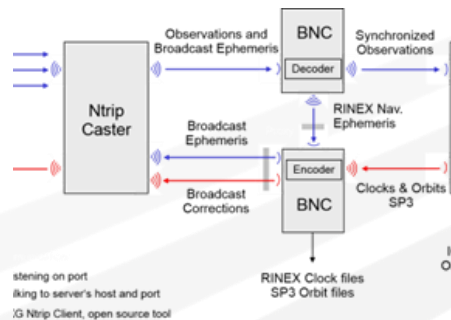 Observations and
Broadcast Ephemeris
BNC
Decoder
Synchronized
Observations
Ntrip
Caster
RINEX Nav.
Ephemeris
Broadcast
Ephemeris
Encoder
BNC
Broadcast
Corrections
Clocks & Orbits
SP3
RINEX Clock files
SP3 Orbit files
stening on port
lking to server's host and port
G Ntrip Client, open source tool